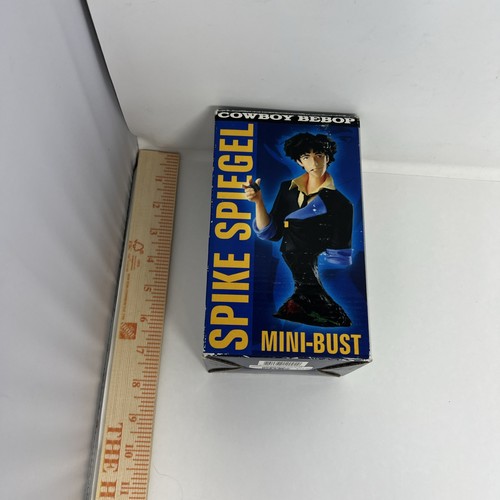 COWBOY BEBOP
SPIKE SPIEGEL
MINI-BUST
THE H